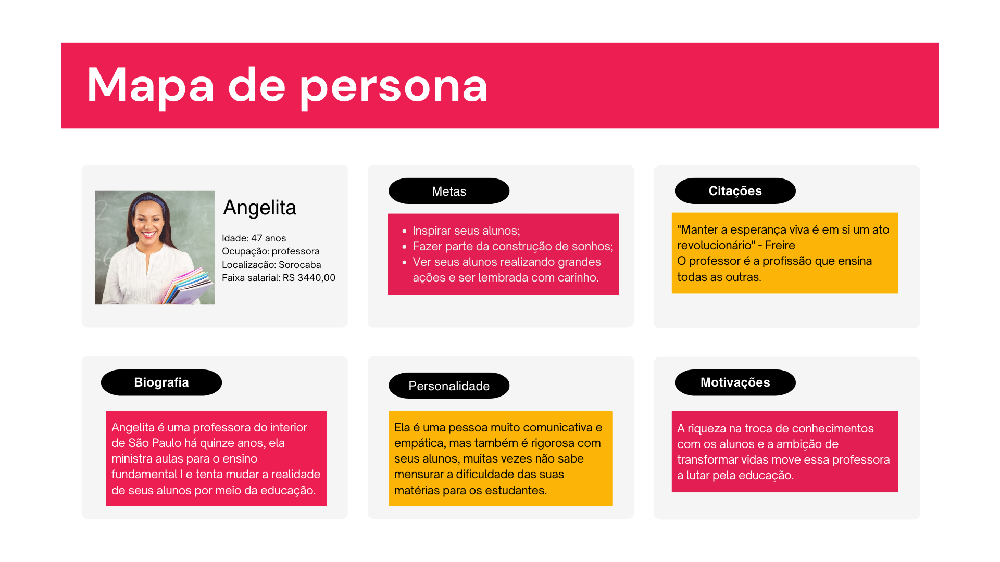 Mapa de persona
Angelita
Idade: 47 anos
Ocupação: professora
Localização: Sorocaba
Faixa salarial: R$ 3440,00
Metas
• Inspirar seus alunos;
• Fazer parte da construção de sonhos;
• Ver seus alunos realizando grandes
ações e ser lembrada com carinho.
Citações
"Manter a esperança viva é em si um ato
revolucionário" - Freire
O professor é a profissão que ensina
todas as outras.
Biografia
Angelita é uma professora do interior
de São Paulo há quinze anos, ela
ministra aulas para o ensino
fundamental I e tenta mudar a realidade
de seus alunos por meio da educação.
Personalidade
Ela é uma pessoa muito comunicativa e
empática, mas também é rigorosa com
seus alunos, muitas vezes não sabe
mensurar a dificuldade das suas
matérias para os estudantes.
Motivações
A riqueza na troca de conhecimentos
com os alunos e a ambição de
transformar vidas move essa professora
a lutar pela educação.